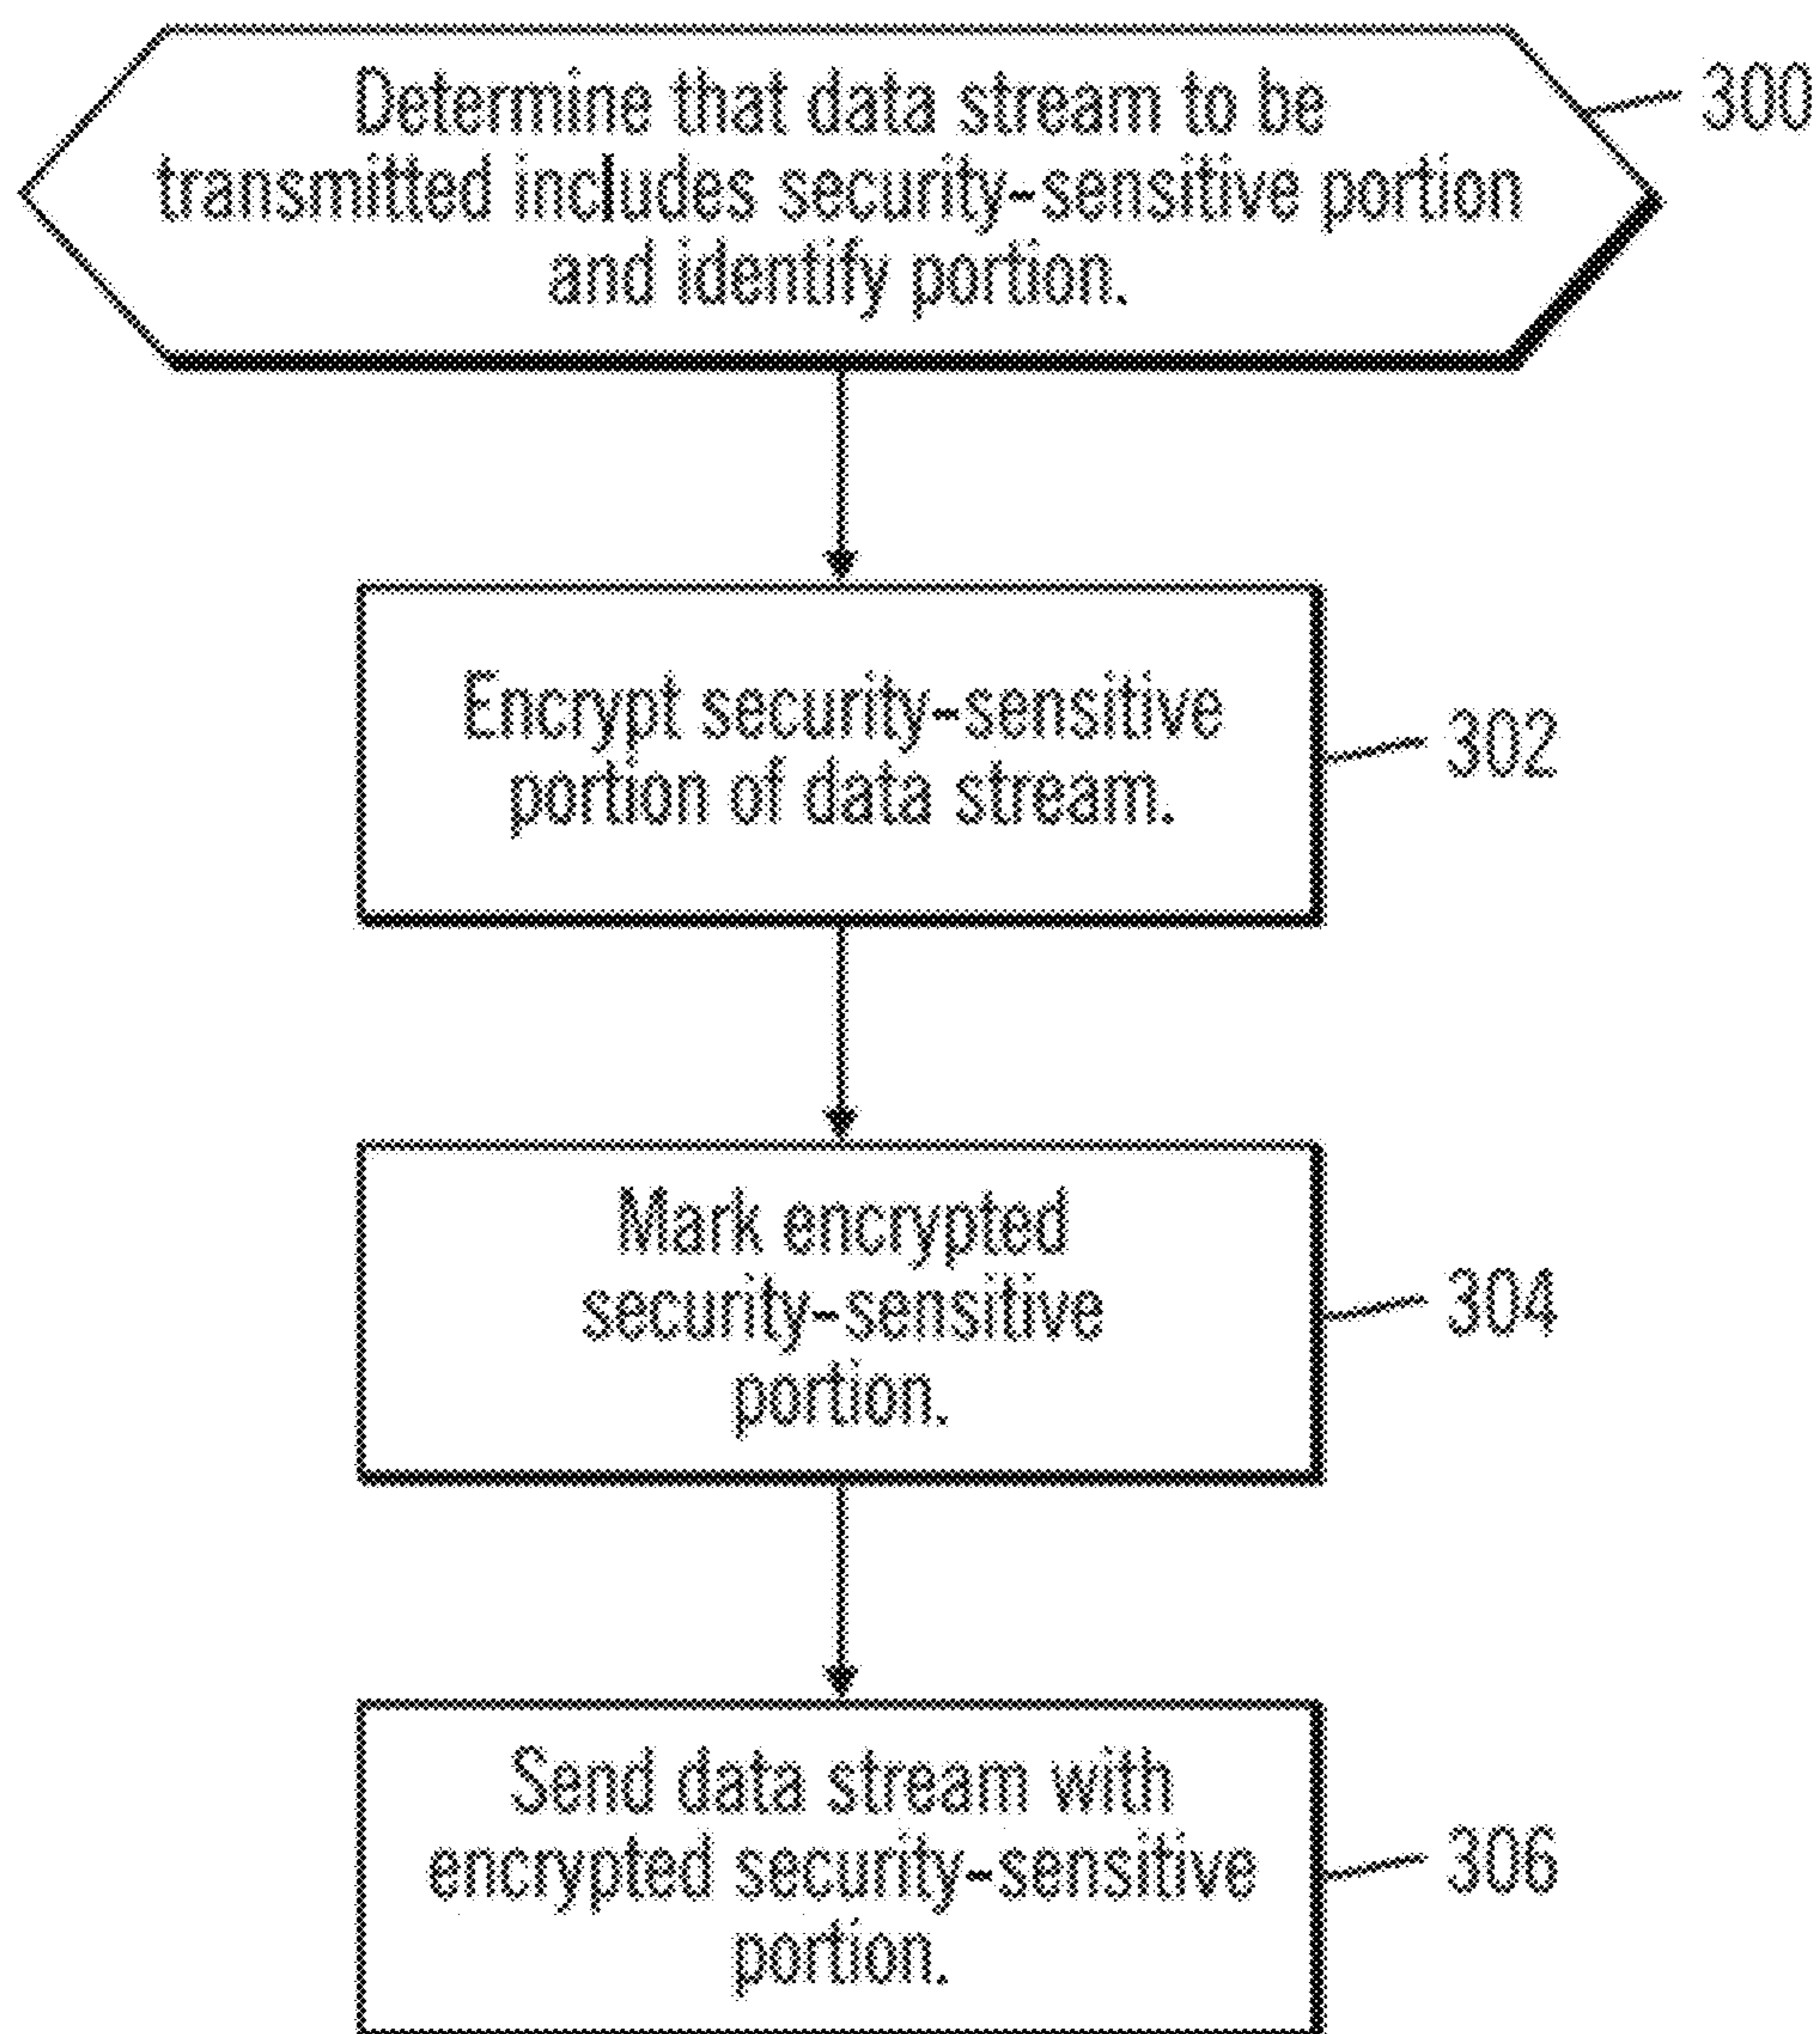 Determine that data stream to be
transmitted includes security-sensitive portion
and identify portion.
300
Encrypt security-sensitive
portion of data stream.
302
Mark encrypted
security-sensitive
portion.
304
Send data stream with
encrypted security-sensitive
portion.
306